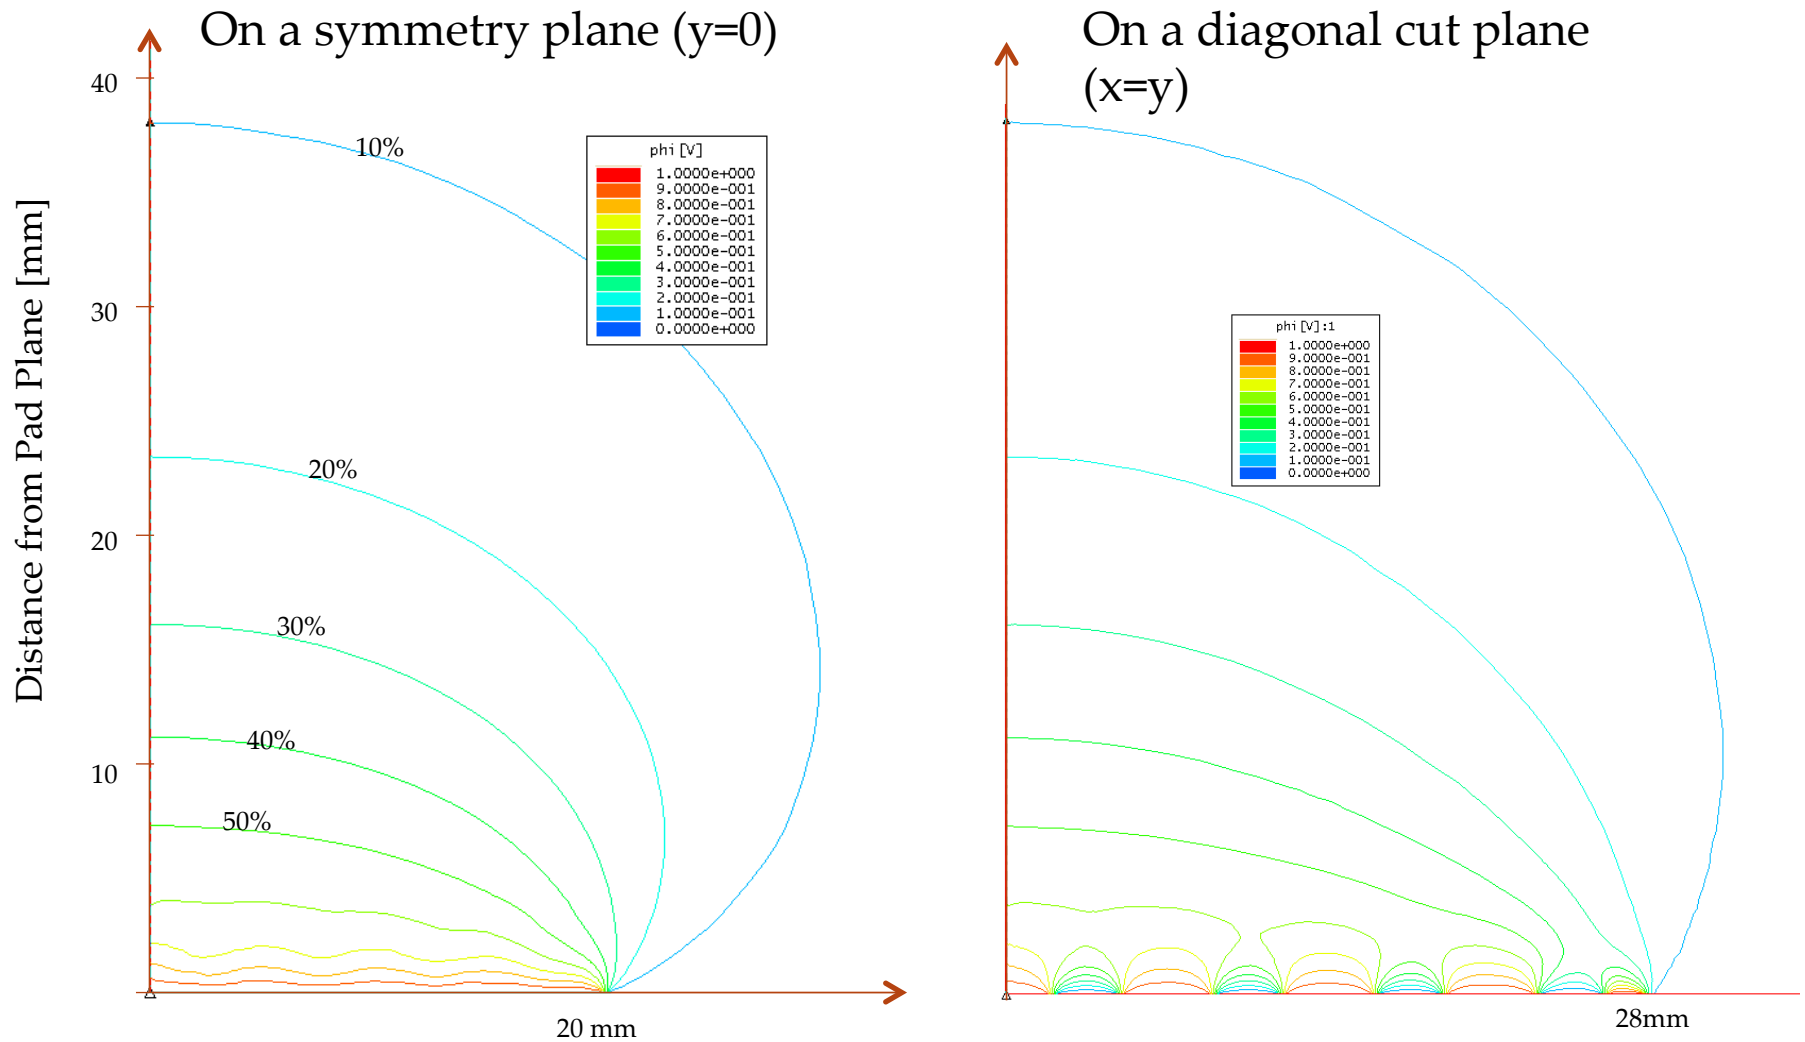 On a symmetry plane (y=0)
40
10%
phi[V]
1.0000e+000
9.0000e-001
8.0000e-001
7.0000e-001
6.0000e-001
5.0000e-001
4.0000e-001
3.0000e-001
2.0000e-001
1.0000e-001
0.0000e+000
30
20%
20
30%
40%
10
50%
20 mm
Distance from Pad Plane [mm]
On a diagonal cut plane
(x=y)
phi[V]:1
1.0000e+000
9.0000e-001
8.0000e-001
7.0000e-001
6.0000e-001
5.0000e-001
4.0000e-001
3.0000e-001
2.0000e-001
1.0000e-001
0.0000e+000
28mm